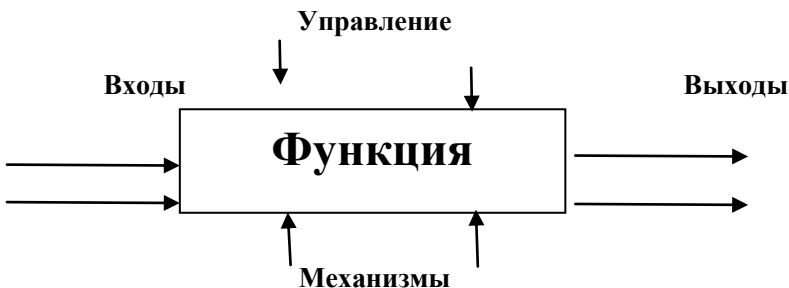 Управление
Входы
Выходы
Функция
Механизмы